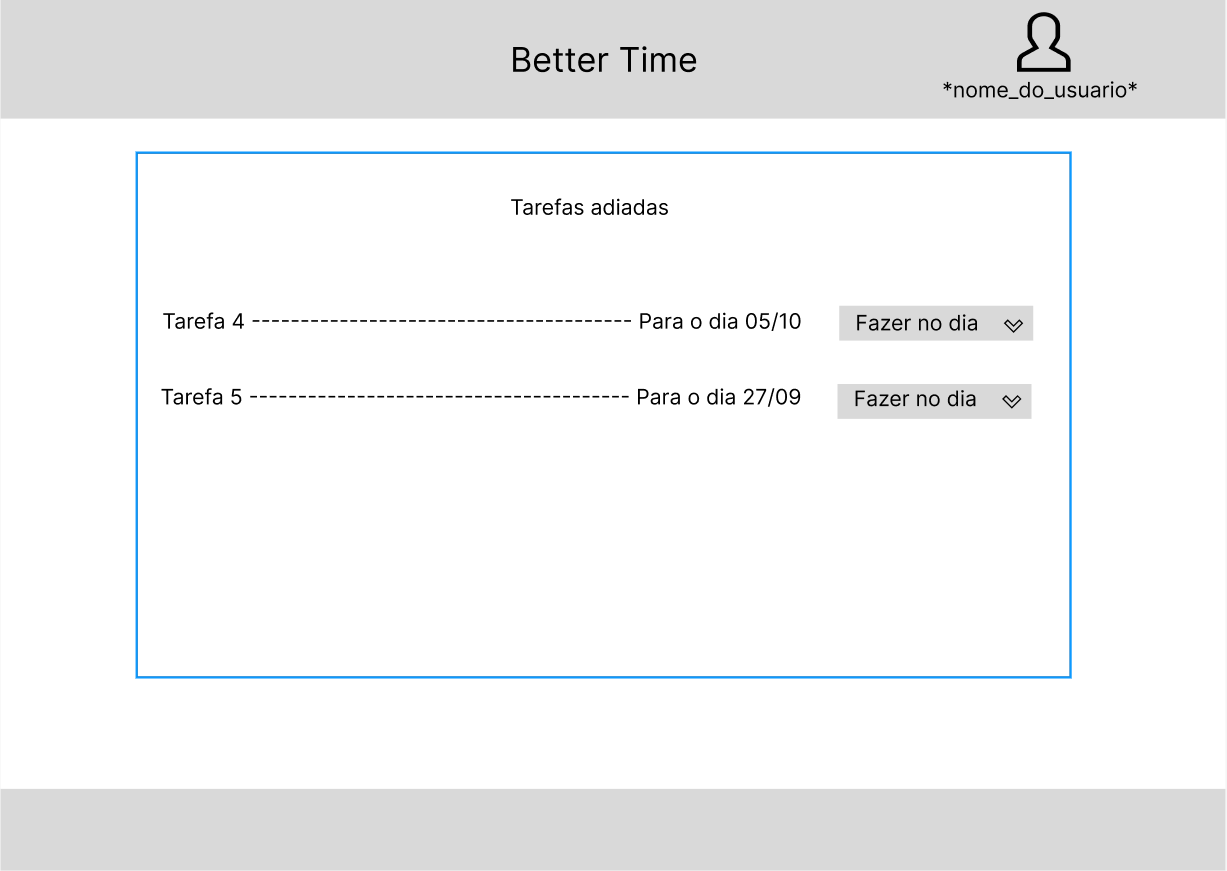 Better Time
*nome_do_usuario*
Tarefas adiadas
Tarefa 4 --------------------------------------- Para o dia 05/10 Fazer no dia
Tarefa 5 --------------------------------------- Para o dia 27/09 Fazer no dia